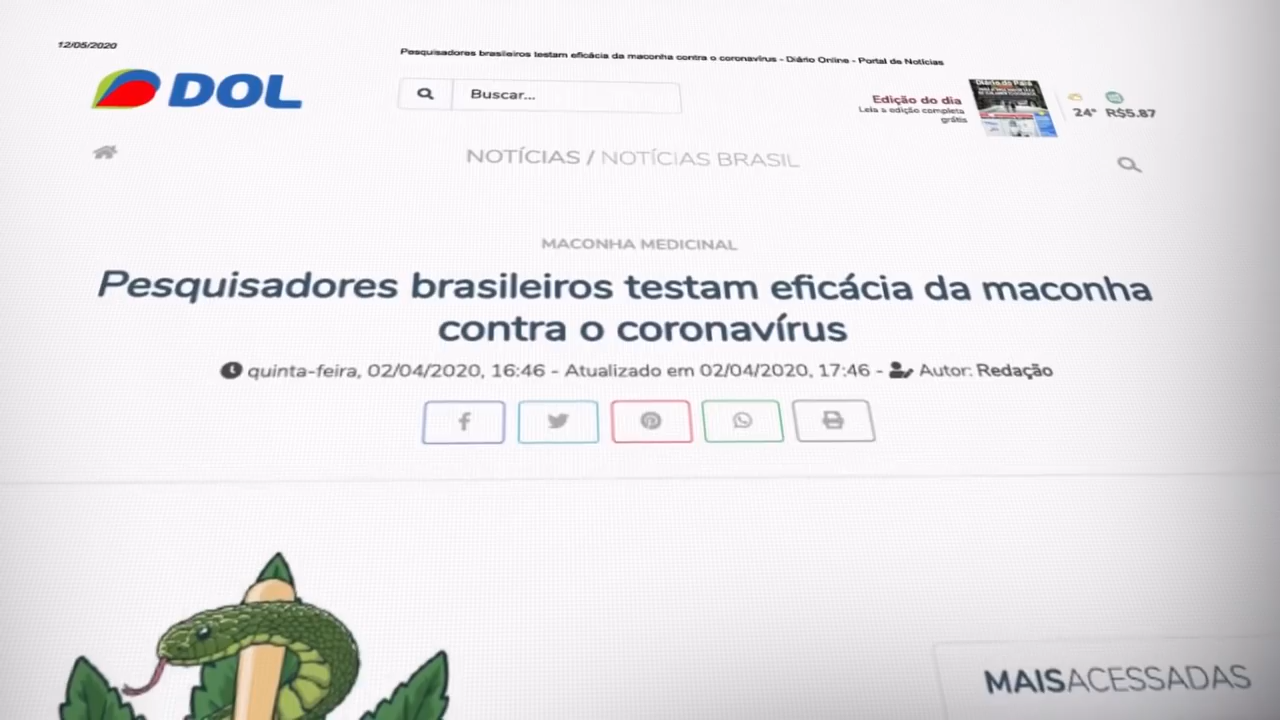 12/05/2020
Pesquisadores brasileiros testam eficácia da maconha contra o coronavírus - Diário Online - Portal de Notícias
DOL
Buscar...
Edição do dia
Leia a edição completa
grátis
24° R$5.87
NOTÍCIAS / NOTÍCIAS BRASIL
MACONHA MEDICINAL
Pesquisadores brasileiros testam eficácia da maconha
contra o coronavírus
quinta-feira, 02/04/2020, 16:46 - Atualizado em 02/04/2020, 17:46 - Autor: Redação
MAISACESSADAS